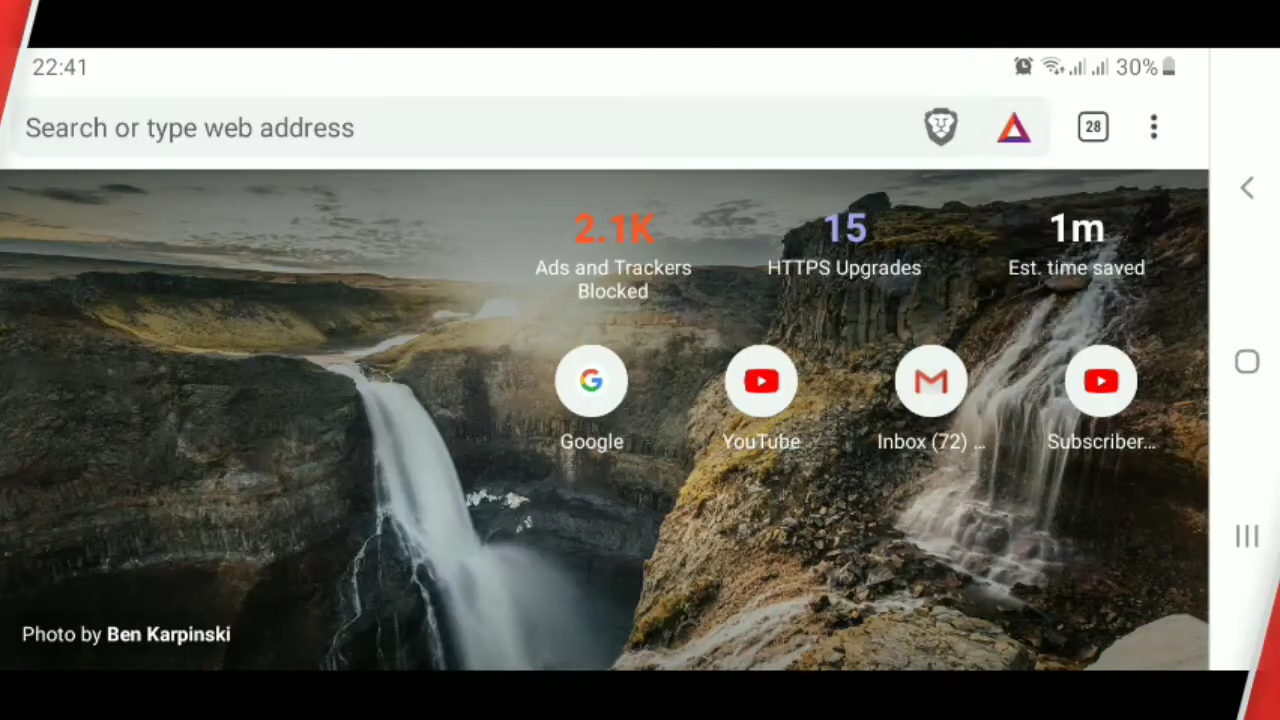 22:41
30%
Search or type web address
28
2.1K
15
1m
Ads and Trackers
Blocked
HTTPS Upgrades
Est. time saved
Google
YouTube
Inbox (72) ...
Subscriber...
Photo by Ben Karpinski